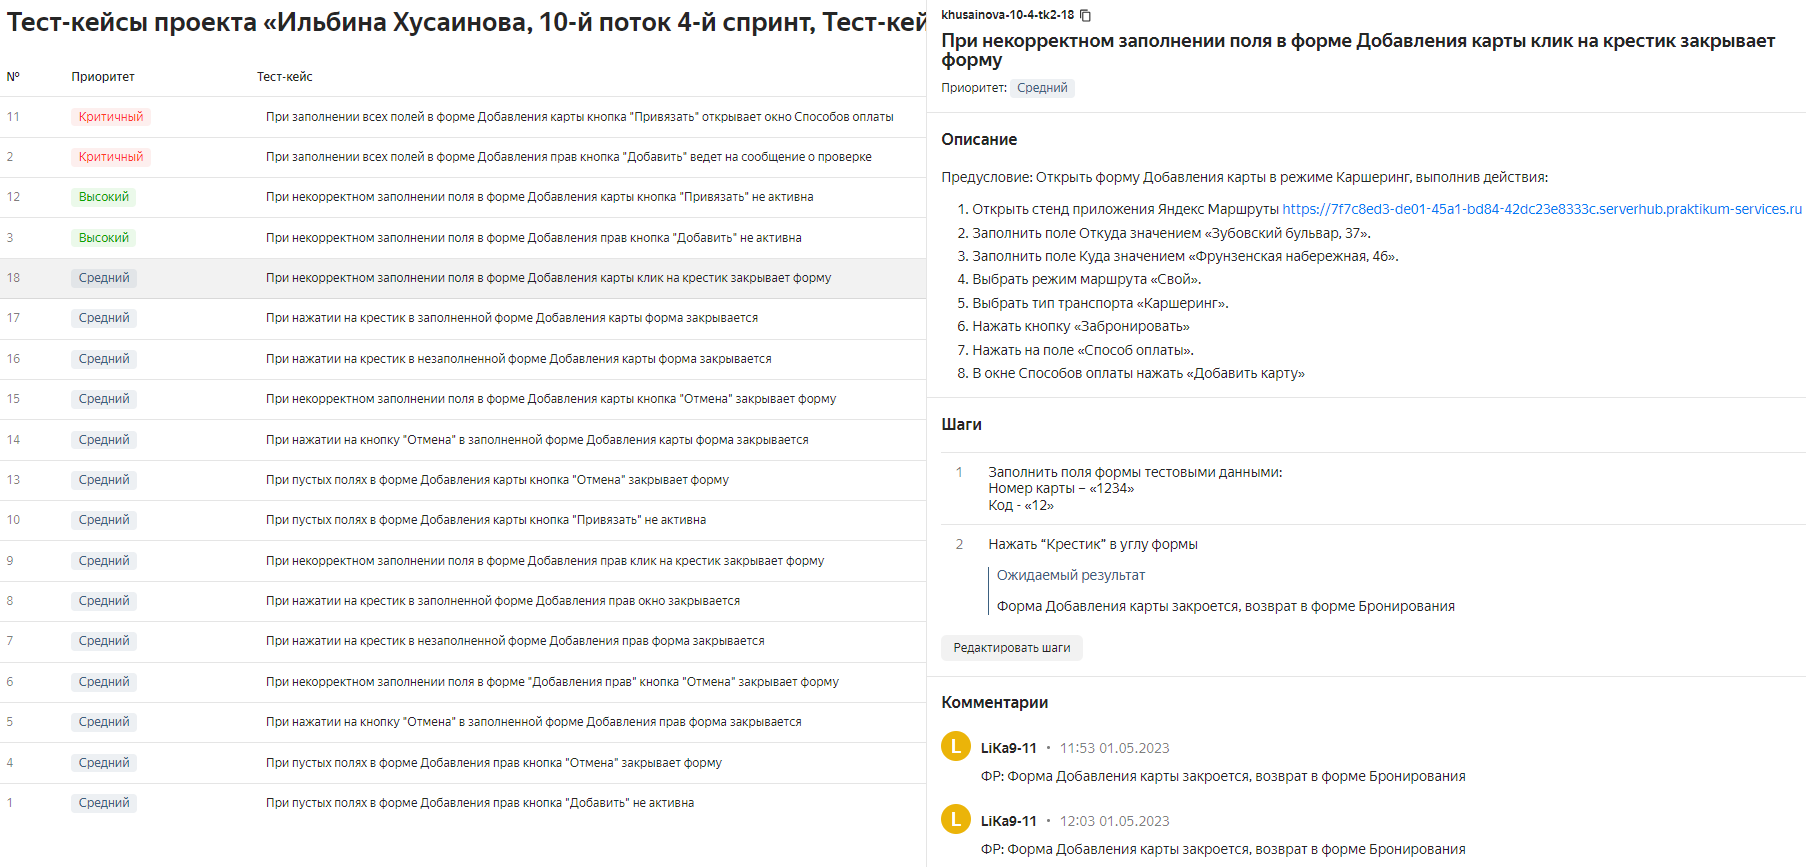 Тест-кейсы проекта «Ильбина Хусаинова, 10-й поток 4-й спринт, Тест-кей
№ Приоритет Тест-кейс
11 Критичный При заполнении всех полей в форме Добавления карты кнопка "Привязать" открывает окно Способов оплаты
2 Критичный При заполнении всех полей в форме Добавления прав кнопка "Добавить" ведет на сообщение о проверке
12 Высокий При некорректном заполнении поля в форме Добавления карты кнопка "Привязать" не активна
3 Высокий При некорректном заполнении поля в форме Добавления прав кнопка "Добавить" не активна
18 Средний При некорректном заполнении поля в форме Добавления карты клик на крестик закрывает форму
17 Средний При нажатии на крестик в заполненной форме Добавления карты форма закрывается
16 Средний При нажатии на крестик в незаполненной форме Добавления карты форма закрывается
15 Средний При некорректном заполнении поля в форме Добавления карты кнопка "Отмена" закрывает форму
14 Средний При нажатии на кнопку "Отмена" в заполненной форме Добавления карты форма закрывается
13 Средний При пустых полях в форме Добавления карты кнопка "Отмена" закрывает форму
10 Средний При пустых полях в форме Добавления карты кнопка "Привязать" не активна
9 Средний При некорректном заполнении поля в форме Добавления прав клик на крестик закрывает форму
8 Средний При нажатии на крестик в заполненной форме Добавления прав окно закрывается
7 Средний При нажатии на крестик в незаполненной форме Добавления прав форма закрывается
6 Средний При некорректном заполнении поля в форме "Добавления прав" кнопка "Отмена" закрывает форму
5 Средний При нажатии на кнопку "Отмена" в заполненной форме Добавления прав форма закрывается
4 Средний При пустых полях в форме Добавления прав кнопка "Отмена" закрывает форму
1 Средний При пустых полях в форме Добавления прав кнопка "Добавить" не активна
khusainova-10-4-tk2-18
При некорректном заполнении поля в форме Добавления карты клик на крестик закрывает
форму
Приоритет: Средний
Описание
Предусловие: Открыть форму Добавления карты в режиме Каршеринг, выполнив действия:
1. Открыть стенд приложения Яндекс Маршруты https://7f7c8ed3-de01-45a1-bd84-42dc23e8333c.serverhub.praktikum-services.ru
2. Заполнить поле Откуда значением «Зубовский бульвар, 37».
3. Заполнить поле Куда значением «Фрунзенская набережная, 46».
4. Выбрать режим маршрута «Свой».
5. Выбрать тип транспорта «Каршеринг».
6. Нажать кнопку «Забронировать»
7. Нажать на поле «Способ оплаты».
8. В окне Способов оплаты нажать «Добавить карту»
Шаги
1 Заполнить поля формы тестовыми данными:
Номер карты – «1234»
Код - «12»
2 Нажать “Крестик” в углу формы
Ожидаемый результат
Форма Добавления карты закроется, возврат в форме Бронирования
Редактировать шаги
Комментарии
L LiKa9-11 • 11:53 01.05.2023
ФР: Форма Добавления карты закроется, возврат в форме Бронирования
L LiKa9-11 • 12:03 01.05.2023
ФР: Форма Добавления карты закроется, возврат в форме Бронирования